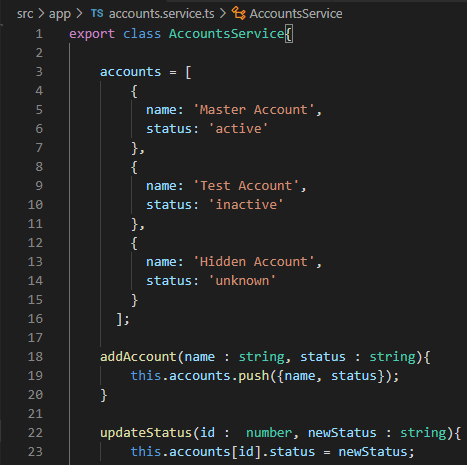 src > app > TS accounts.service.ts > AccountsService
1 export class AccountsService{
2
3     accounts = [
4         {
5           name: 'Master Account',
6           status: 'active'
7         },
8         {
9           name: 'Test Account',
10           status: 'inactive'
11         },
12         {
13           name: 'Hidden Account',
14           status: 'unknown'
15         }
16       ];
17
18     addAccount(name : string, status : string){
19         this.accounts.push({name, status});
20     }
21
22     updateStatus(id :  number, newStatus : string){
23         this.accounts[id].status = newStatus;